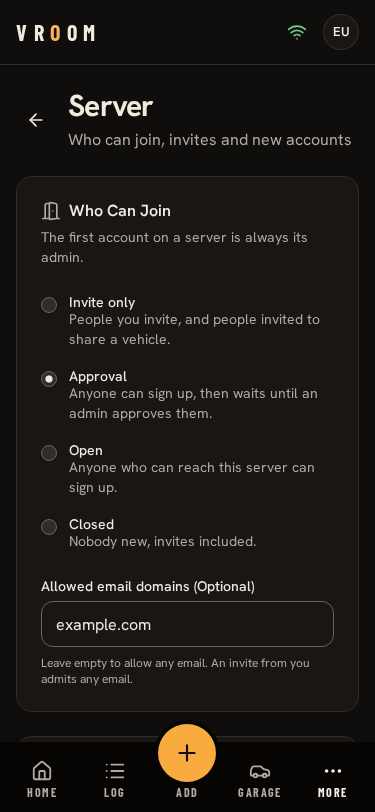 VROOM
EU
Server
Who can join, invites and new accounts
Who Can Join
The first account on a server is always its
admin.
Invite only
People you invite, and people invited to
share a vehicle.
Approval
Anyone can sign up, then waits until an
admin approves them.
Open
Anyone who can reach this server can
sign up.
Closed
Nobody new, invites included.
Allowed email domains (Optional)
example.com
Leave empty to allow any email. An invite from you
admits any email.
HOME
LOG
ADD
GARAGE
MORE